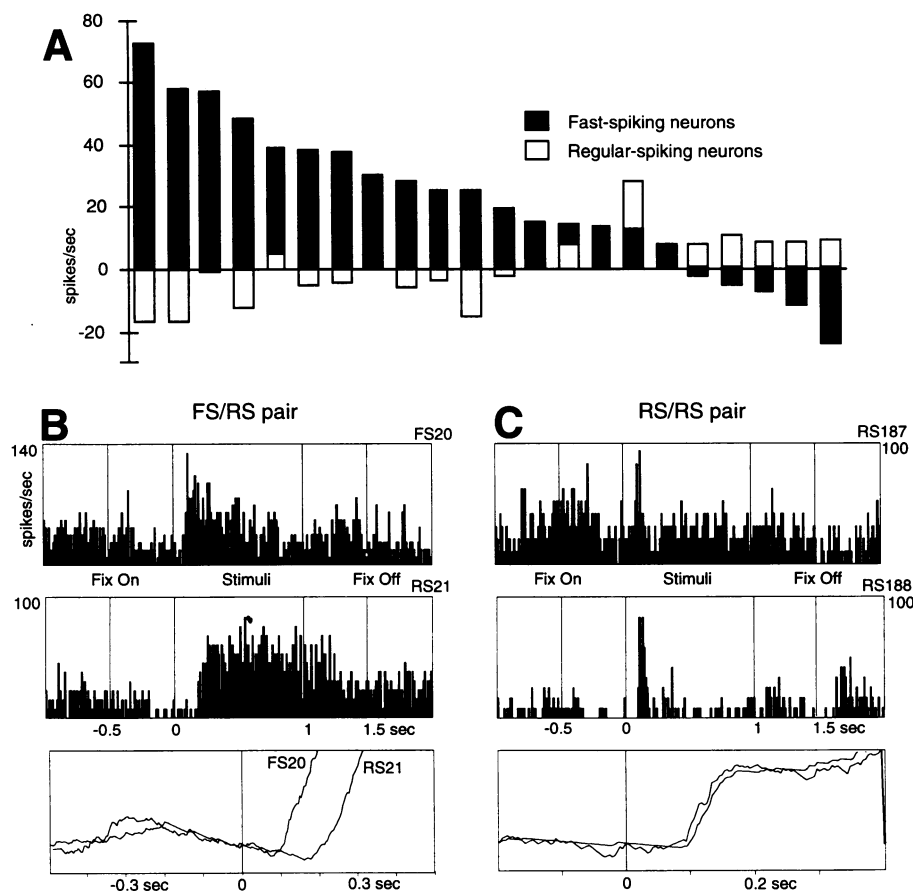 A
80
60
40
20
0
-20
spikes/sec
Fast-spiking neurons
Regular-spiking neurons
B
FS/RS pair
FS20
140
spikes/sec
Fix On
Stimuli
Fix Off
RS21
100
-0.5
0
1
1.5 sec
FS20
RS21
-0.3 sec
0
0.3 sec
C
RS/RS pair
RS187
100
Fix On
Stimuli
Fix Off
RS188
100
-0.5
0
1
1.5 sec
0
0.2 sec